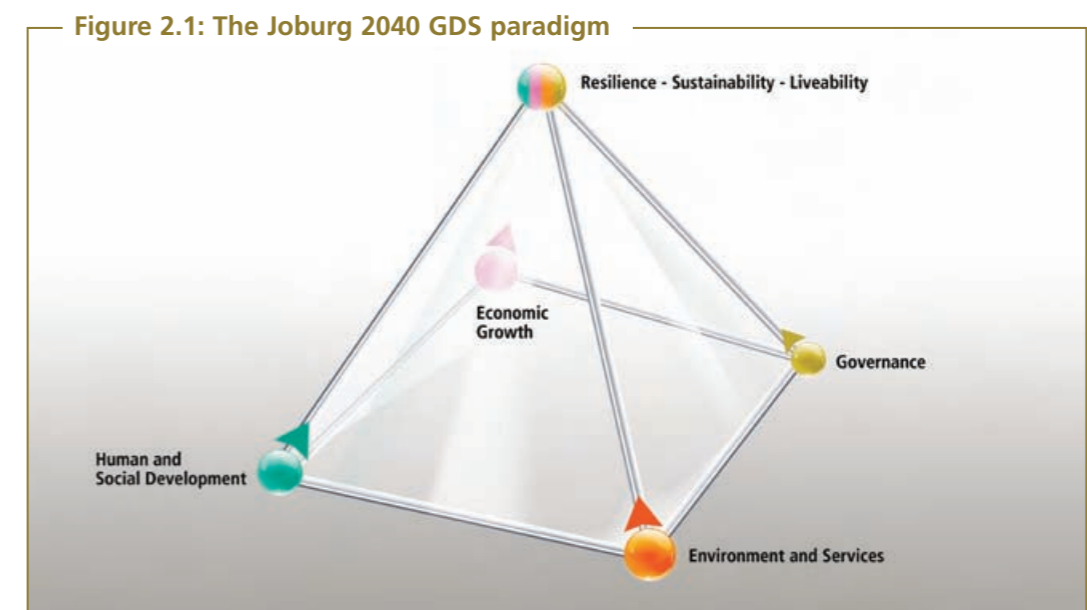 Figure 2.1: The Joburg 2040 GDS paradigm
Resilience - Sustainability - Liveability
Economic
Growth
Governance
Human and
Social Development
Environment and Services